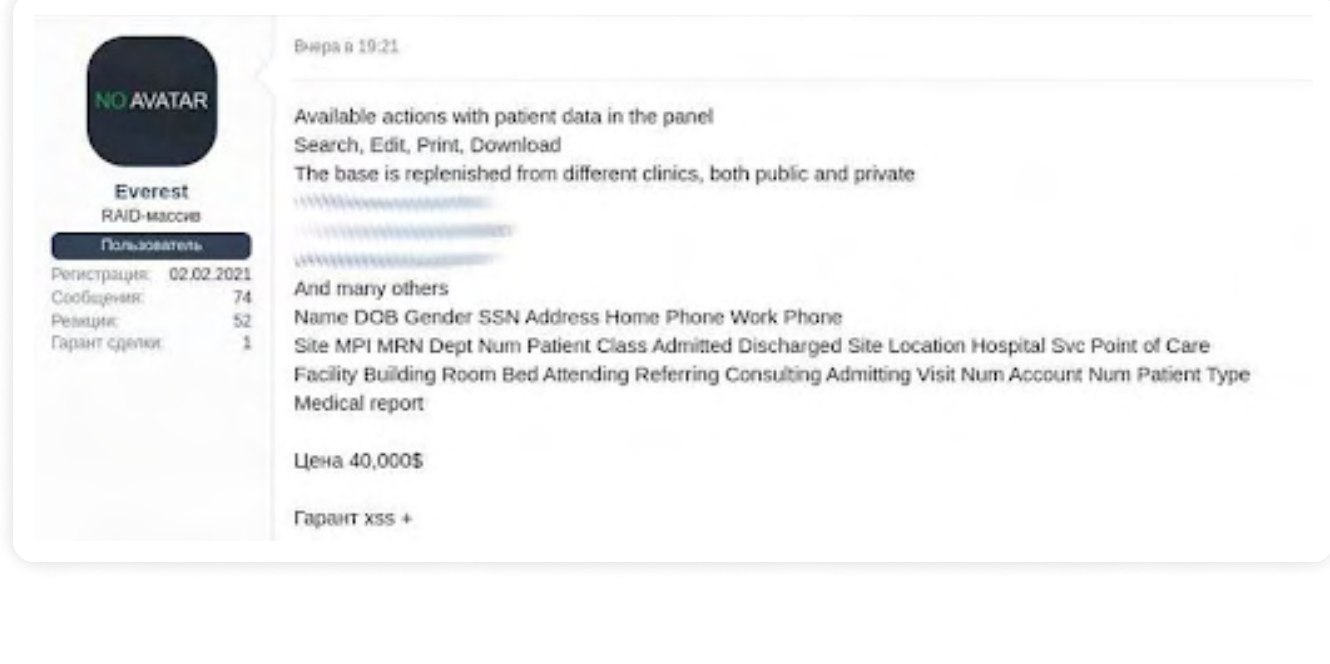 Вчера в 19:21
NO AVATAR
Everest
RAID-массив
Пользователь
Регистрация: 02.02.2021
Сообщения: 74
Реакции: 52
Гарант сделки: 1
Available actions with patient data in the panel
Search, Edit, Print, Download
The base is replenished from different clinics, both public and private
And many others
Name DOB Gender SSN Address Home Phone Work Phone
Site MPI MRN Dept Num Patient Class Admitted Discharged Site Location Hospital Svc Point of Care
Facility Building Room Bed Attending Referring Consulting Admitting Visit Num Account Num Patient Type
Medical report
Цена 40,000$
Гарант xss +